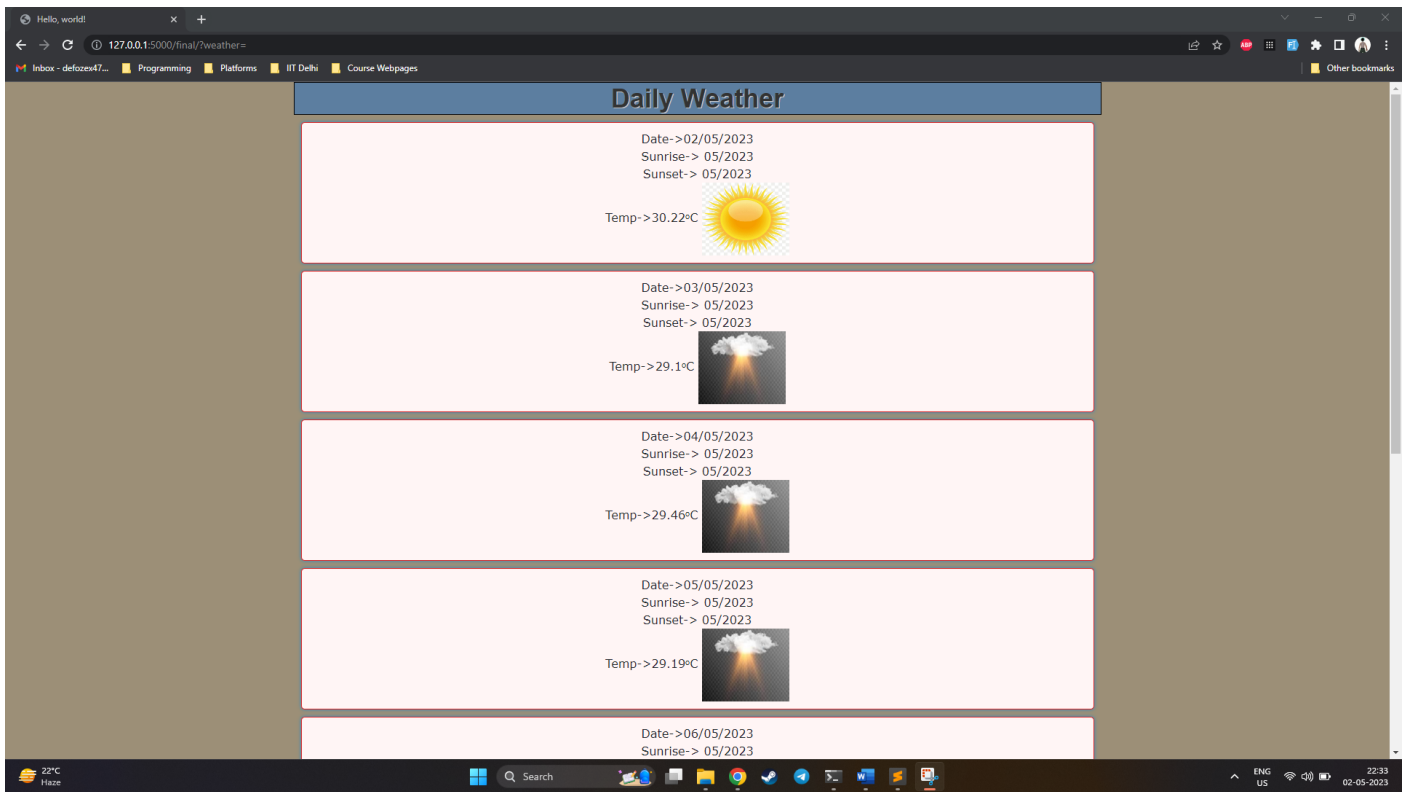 Hello, world!
127.0.0.1:5000/final/?weather=
ABP
Inbox - defozex47... Programming Platforms IIT Delhi Course Webpages Other bookmarks
Daily Weather
Date->02/05/2023
Sunrise-> 05/2023
Sunset-> 05/2023
Temp->30.22ºC
Date->03/05/2023
Sunrise-> 05/2023
Sunset-> 05/2023
Temp->29.1ºC
Date->04/05/2023
Sunrise-> 05/2023
Sunset-> 05/2023
Temp->29.46ºC
Date->05/05/2023
Sunrise-> 05/2023
Sunset-> 05/2023
Temp->29.19ºC
Date->06/05/2023
Sunrise-> 05/2023
22°C
Haze
Search
ENG
US
22:33
02-05-2023